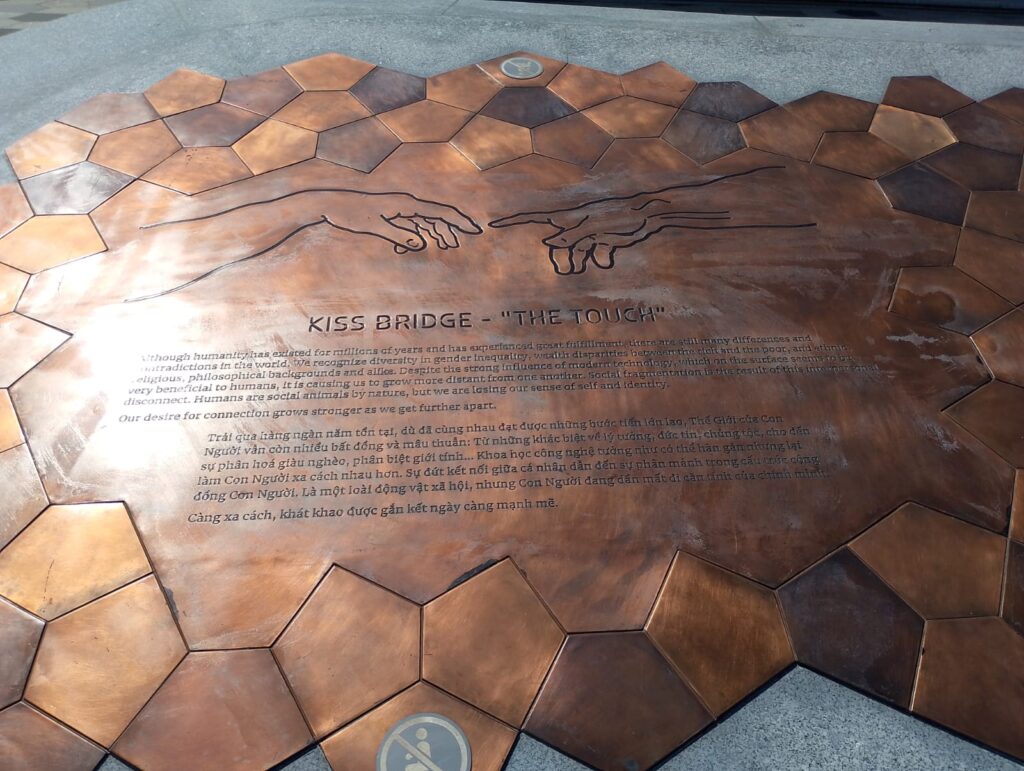 KISS BRIDGE - "THE TOUCH"
Although humanity has existed for millions of years and has experienced great fulfillment, there are still many differences and
contradictions in the world. We recognize diversity in gender inequality, wealth disparities between the rich and the poor, and ethnic,
religious, philosophical backgrounds and alike. Despite the strong influence of modern technology, which on the surface seems to be
very beneficial to humans, it is causing us to grow more distant from one another. Social fragmentation is the result of this
disconnect. Humans are social animals by nature, but we are losing our sense of self and identity.
Our desire for connection grows stronger as we get further apart.
Trải qua hàng ngàn năm tồn tại, dù đã cùng nhau đạt được những bước tiến lớn lao, Thế Giới của Con
Người vẫn còn nhiều bất đồng và mâu thuẫn: Từ những khác biệt về lý tưởng, đức tin, chủng tộc, cho đến
sự phân hoá giàu nghèo, phân biệt giới tính... Khoa học công nghệ tưởng như có thể hàn gắn nhưng lại
làm Con Người xa cách nhau hơn. Sự đứt kết nối giữa cá nhân dẫn đến sự phân mảnh trong cấu trúc cộng
đồng Con Người. Là một loài động vật xã hội, nhưng Con Người đang dần mất đi căn tính của chính mình.
Càng xa cách, khát khao được gắn kết ngày càng mạnh mẽ.